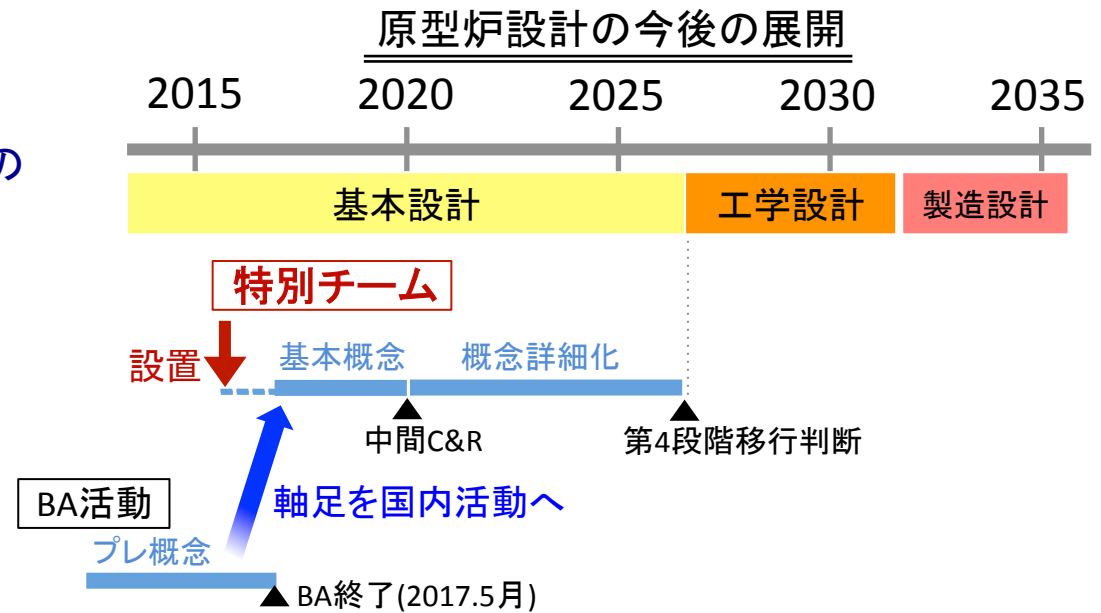 原型炉設計の今後の展開
2015 2020 2025 2030 2035
の
基本設計 工学設計 製造設計
特別チーム
設置 基本概念 概念詳細化
中間C&R 第4段階移行判断
BA活動 軸足を国内活動へ
プレ概念
BA終了(2017.5月)